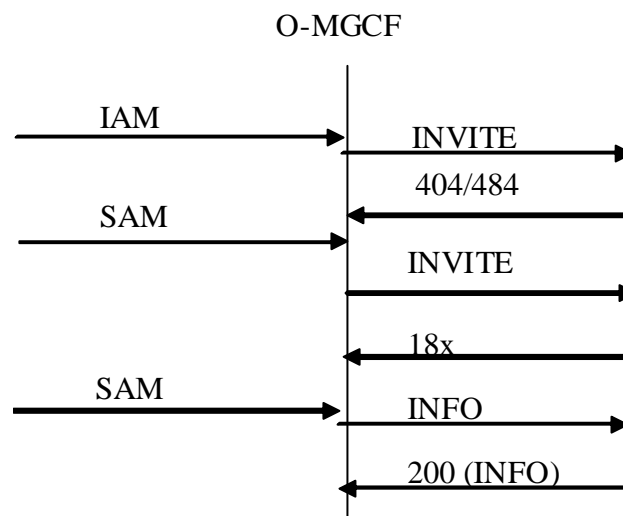 O-MGCF
IAM
INVITE
404/484
SAM
INVITE
18x
SAM
INFO
200 (INFO)